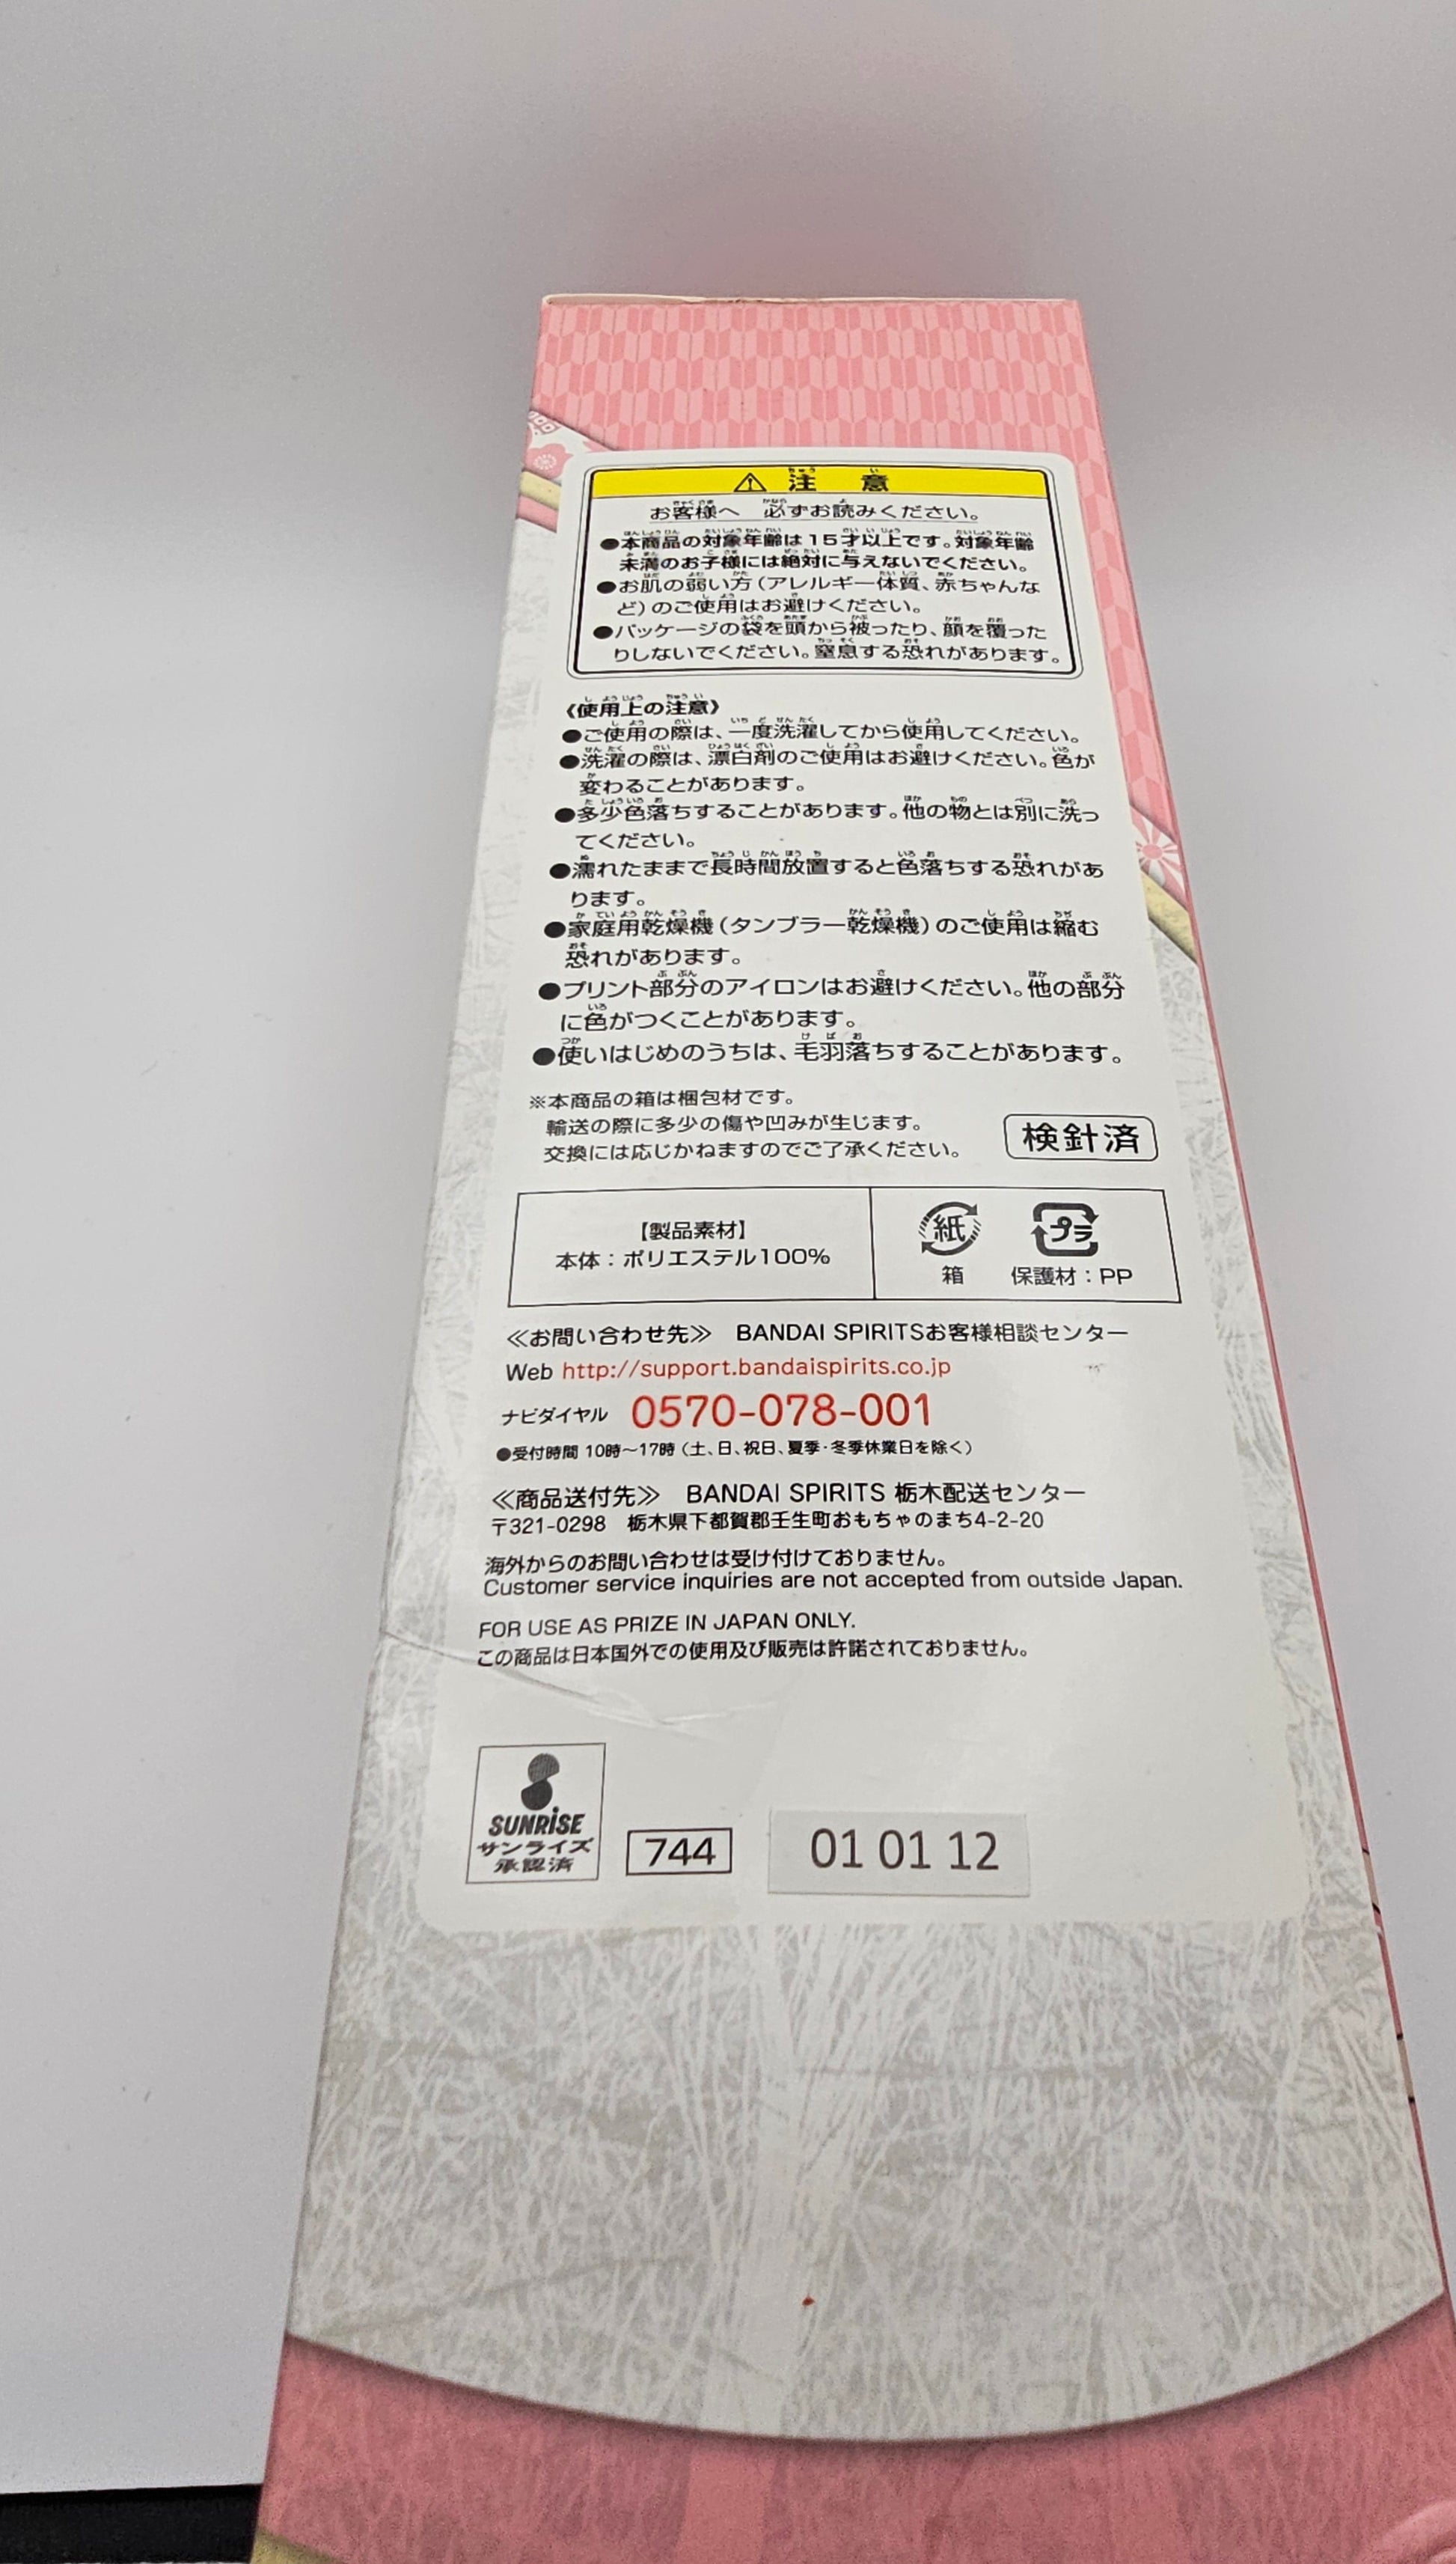 ⚠ 注 意
お客様へ 必ずお読みください。
●本商品の対象年齢は15才以上です。対象年齢
未満のお子様には絶対に与えないでください。
●お肌の弱い方(アレルギー体質、赤ちゃんな
ど)のご使用はお避けください。
●パッケージの袋を頭から被ったり、顔を覆った
りしないでください。窒息する恐れがあります。
《使用上の注意》
●ご使用の際は、一度洗濯してから使用してください。
●洗濯の際は、漂白剤のご使用はお避けください。色が
変わることがあります。
●多少色落ちすることがあります。他の物とは別に洗っ
てください。
●濡れたままで長時間放置すると色落ちする恐れがあ
ります。
●家庭用乾燥機(タンブラー乾燥機)のご使用は縮む
恐れがあります。
●プリント部分のアイロンはお避けください。他の部分
に色がつくことがあります。
●使いはじめのうちは、毛羽落ちすることがあります。
※本商品の箱は梱包材です。
輸送の際に多少の傷や凹みが生じます。
交換には応じかねますのでご了承ください。
検針済
【製品素材】
本体：ポリエステル100%
紙
プラ
箱
保護材：PP
≪お問い合わせ先≫ BANDAI SPIRITSお客様相談センター
Web http://support.bandaispirits.co.jp
ナビダイヤル 0570-078-001
●受付時間 10時～17時(土、日、祝日、夏季・冬季休業日を除く)
≪商品送付先≫ BANDAI SPIRITS 栃木配送センター
〒321-0298 栃木県下都賀郡壬生町おもちゃのまち4-2-20
海外からのお問い合わせは受け付けておりません。
Customer service inquiries are not accepted from outside Japan.
FOR USE AS PRIZE IN JAPAN ONLY.
この商品は日本国外での使用及び販売は許諾されておりません。
SUNRiSE
サンライズ
承認済
744
01 01 12